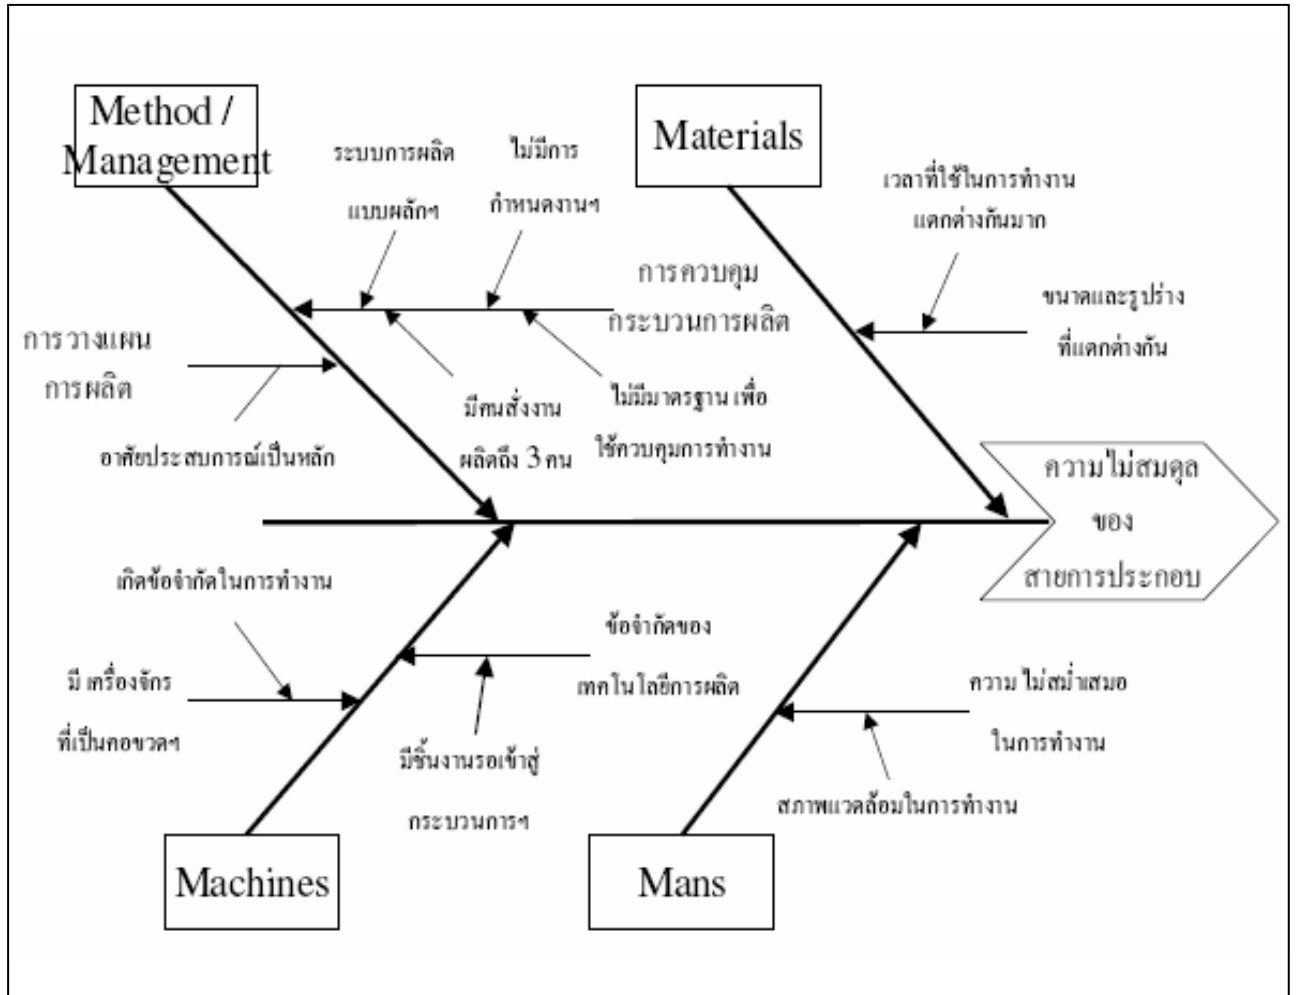 Method /
Management
ระบบการผลิต
แบบผลักฯ
ไม่มีการ
กำหนดงานฯ
Materials
เวลาที่ใช้ในการทำงาน
แตกต่างกันมาก
การควบคุม
กระบวนการผลิต
ขนาดและรูปร่าง
ที่แตกต่างกัน
การวางแผน
การผลิต
อาศัยประสบการณ์เป็นหลัก
มีคนสั่งงาน
ผลิตถึง 3 คน
ไม่มีมาตรฐาน เพื่อ
ใช้ควบคุมการทำงาน
ความไม่สมดุล
ของ
สายการประกอบ
เกิดข้อจำกัดในการทำงาน
มี เครื่องจักร
ที่เป็นคอขวดฯ
ข้อจำกัดของ
เทคโนโลยีการผลิต
มีชิ้นงานรอเข้าสู่
กระบวนการฯ
ความ ไม่สม่ำเสมอ
ในการทำงาน
สภาพแวดล้อมในการทำงาน
Machines
Mans